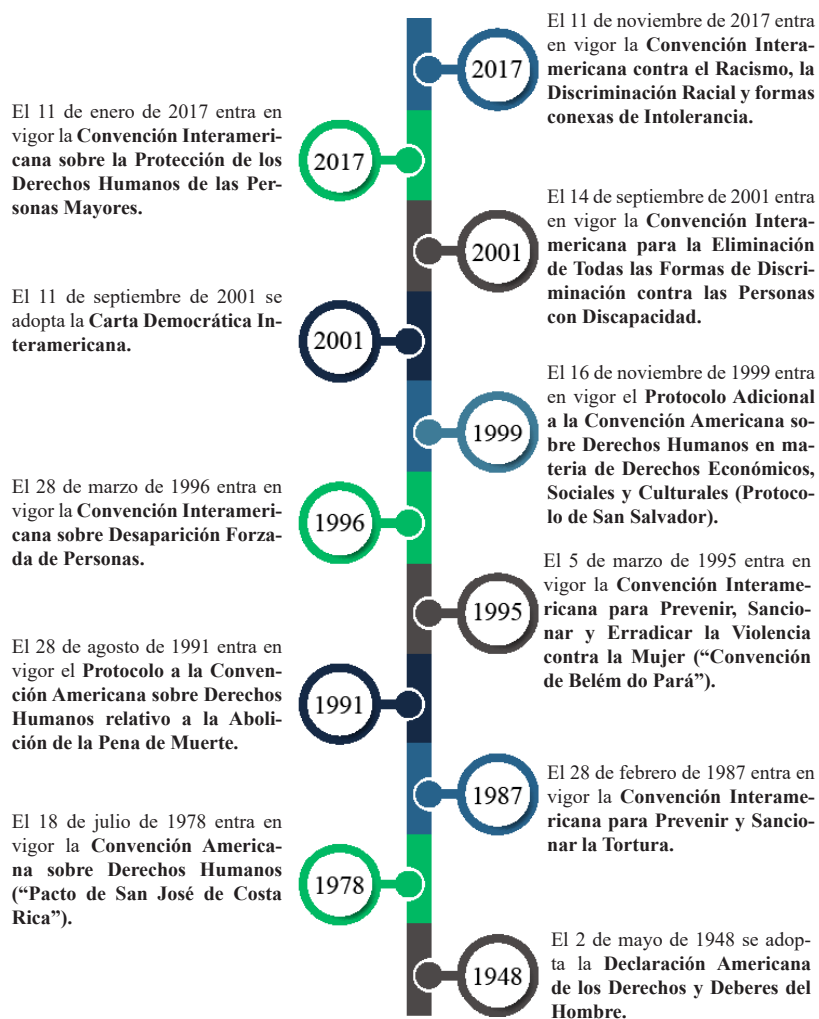 El 11 de noviembre de 2017 entra
en vigor la Convención Intera-
mericana contra el Racismo, la
Discriminación Racial y formas
conexas de Intolerancia.
2017
El 11 de enero de 2017 entra en
vigor la Convención Interameri-
cana sobre la Protección de los
Derechos Humanos de las Per-
sonas Mayores.
2017
El 14 de septiembre de 2001 entra
en vigor la Convención Intera-
mericana para la Eliminación
de Todas las Formas de Discri-
minación contra las Personas
con Discapacidad.
2001
El 11 de septiembre de 2001 se
adopta la Carta Democrática In-
teramericana.
2001
El 16 de noviembre de 1999 entra
en vigor el Protocolo Adicional
a la Convención Americana so-
bre Derechos Humanos en ma-
teria de Derechos Económicos,
Sociales y Culturales (Protoco-
lo de San Salvador).
1999
El 28 de marzo de 1996 entra en
vigor la Convención Interameri-
cana sobre Desaparición Forza-
da de Personas.
1996
El 5 de marzo de 1995 entra en
vigor la Convención Interame-
ricana para Prevenir, Sancio-
nar y Erradicar la Violencia
contra la Mujer (“Convención
de Belém do Pará”).
1995
El 28 de agosto de 1991 entra en
vigor el Protocolo a la Conven-
ción Americana sobre Derechos
Humanos relativo a la Aboli-
ción de la Pena de Muerte.
1991
El 28 de febrero de 1987 entra en
vigor la Convención Interame-
ricana para Prevenir y Sancio-
nar la Tortura.
1987
El 18 de julio de 1978 entra en
vigor la Convención America-
na sobre Derechos Humanos
(“Pacto de San José de Costa
Rica”).
1978
El 2 de mayo de 1948 se adop-
ta la Declaración Americana
de los Derechos y Deberes del
Hombre.
1948